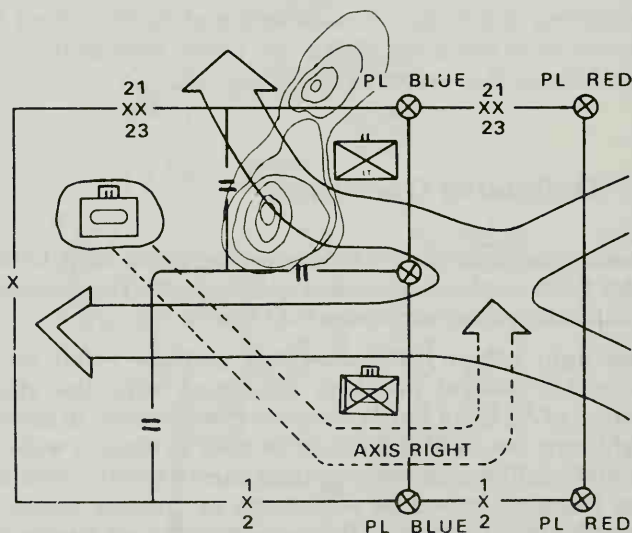 PL BLUE
PL RED
21
XX
23
21
XX
23
LT
X
AXIS RIGHT
1
X
2
1
X
2
PL BLUE
PL RED